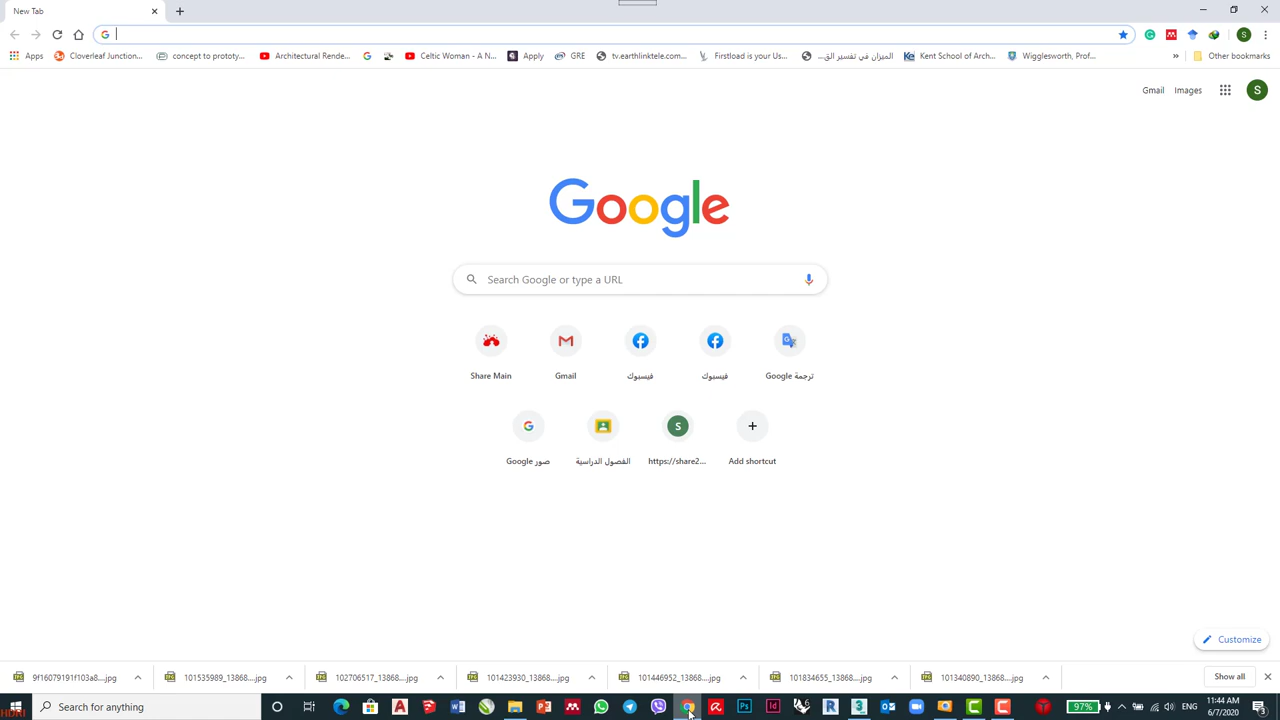 New Tab
Apps
Cloverleaf Junction...
concept to prototy...
Architectural Rende...
Celtic Woman - A N...
Apply
GRE
tv.earthlinktele.com...
Firstload is your Us...
الميزان في تفسير الق...
Kent School of Arch...
Wigglesworth, Prof...
»
Other bookmarks
Gmail
Images
S
Google
Search Google or type a URL
Share Main
Gmail
فيسبوك
فيسبوك
ترجمة Google
S
صور Google
الفصول الدراسية
https://share2...
Add shortcut
Customize
9f16079191f103a8....jpg
101535989_13868....jpg
102706517_13868....jpg
101423930_13868....jpg
101446952_13868....jpg
101834655_13868....jpg
101340890_13868....jpg
Show all
HDRI
Search for anything
97%
ENG
11:44 AM
6/7/2020